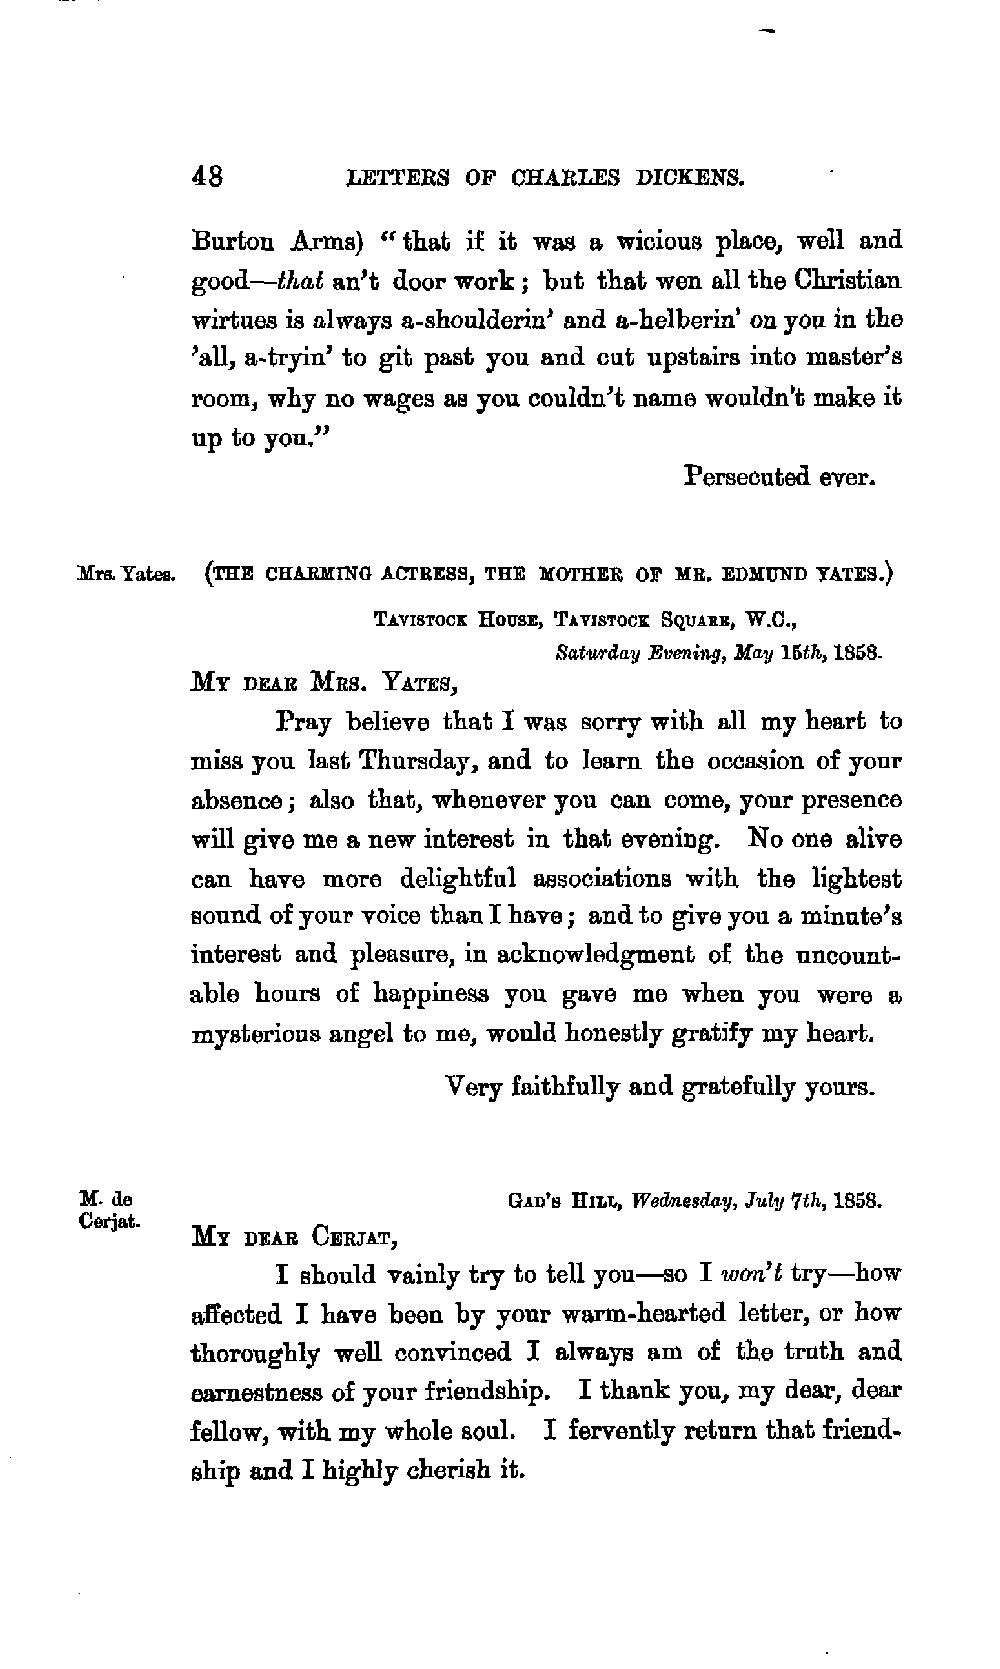 48 LETTERS OF CHARLES DICKENS.
Burton Arms) “that if it was a wicious place, well and
good—that an’t door work; but that wen all the Christian
wirtues is always a-shoulderin’ and a-helberin’ on you in the
’all, a-tryin’ to git past you and cut upstairs into master’s
room, why no wages as you couldn’t name wouldn’t make it
up to you.”
Persecuted ever.
Mrs. Yates. (THE CHARMING ACTRESS, THE MOTHER OF MR. EDMUND YATES.)
TAVISTOCK HOUSE, TAVISTOCK SQUARE, W.C.,
Saturday Evening, May 15th, 1858.
MY DEAR MRS. YATES,
Pray believe that I was sorry with all my heart to
miss you last Thursday, and to learn the occasion of your
absence; also that, whenever you can come, your presence
will give me a new interest in that evening. No one alive
can have more delightful associations with the lightest
sound of your voice than I have; and to give you a minute’s
interest and pleasure, in acknowledgment of the uncount-
able hours of happiness you gave me when you were a
mysterious angel to me, would honestly gratify my heart.
Very faithfully and gratefully yours.
M. de
Cerjat.
GAD’S HILL, Wednesday, July 7th, 1858.
MY DEAR CERJAT,
I should vainly try to tell you—so I won’t try—how
affected I have been by your warm-hearted letter, or how
thoroughly well convinced I always am of the truth and
earnestness of your friendship. I thank you, my dear, dear
fellow, with my whole soul. I fervently return that friend-
ship and I highly cherish it.